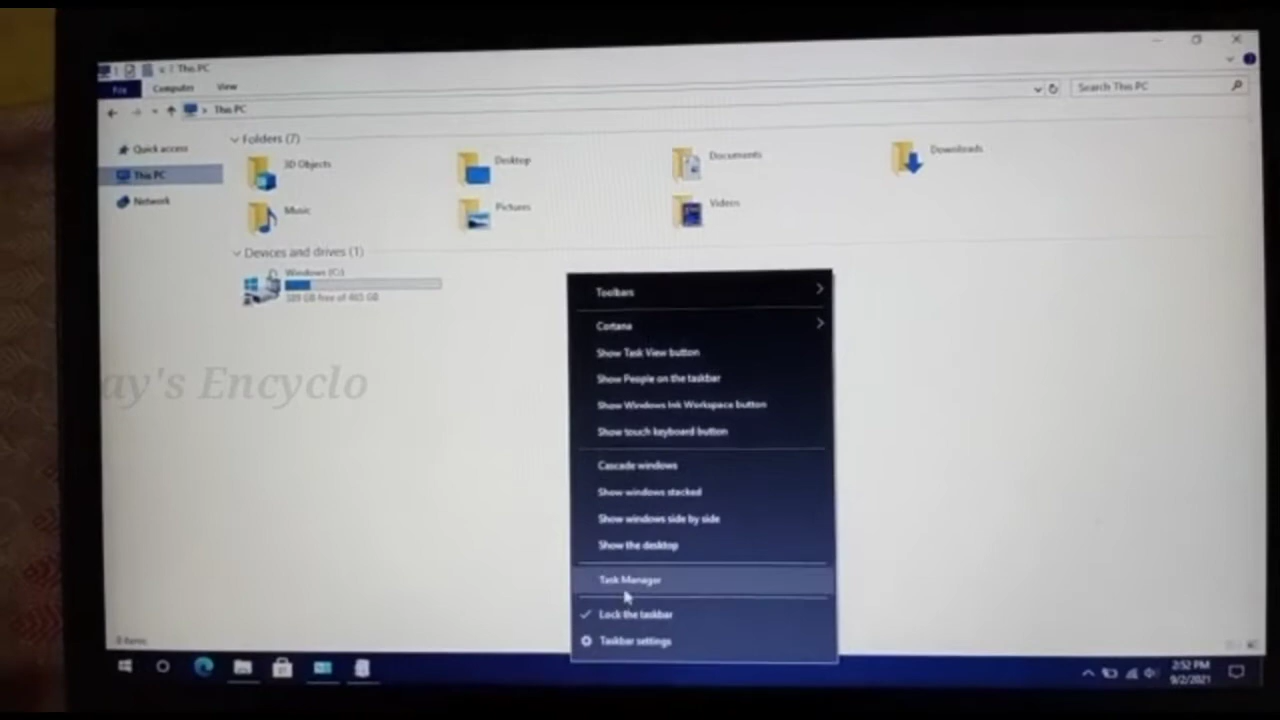 This PC
File Computer View
This PC
Search This PC
Quick access
This PC
Network
Folders (7)
3D Objects
Desktop
Documents
Downloads
Music
Pictures
Videos
Devices and drives (1)
Windows (C:)
389 GB free of 465 GB
ay's Encyclo
Toolbars
Cortana
Show Task View button
Show People on the taskbar
Show Windows Ink Workspace button
Show touch keyboard button
Cascade windows
Show windows stacked
Show windows side by side
Show the desktop
Task Manager
Lock the taskbar
Taskbar settings
items
2:52 PM
9/2/2021